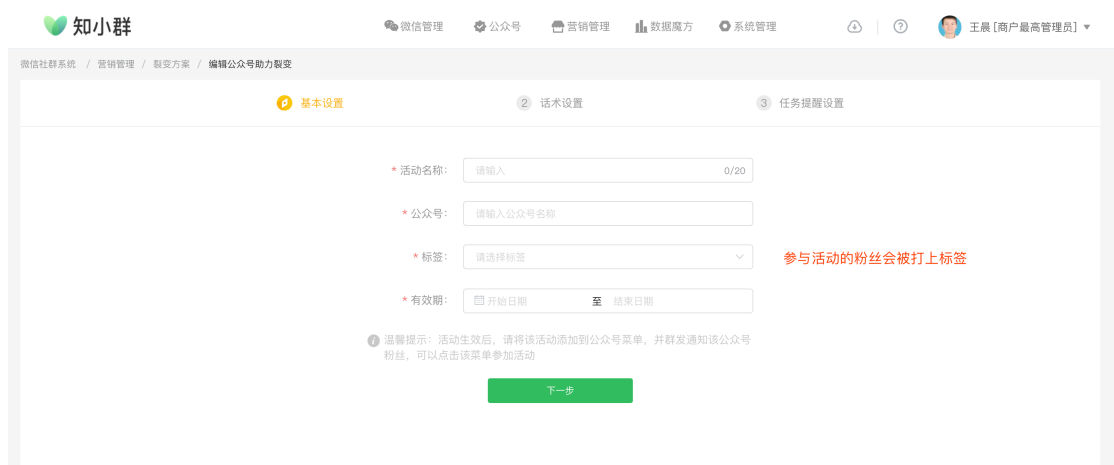 知小群
微信管理 公众号 营销管理 数据魔方 系统管理 王晨 [商户最高管理员]
微信社群系统 / 营销管理 / 裂变方案 / 编辑公众号助力裂变
基本设置 2 话术设置 3 任务提醒设置
* 活动名称: 请输入 0/20
* 公众号: 请输入公众号名称
* 标签: 请选择标签 参与活动的粉丝会被打上标签
* 有效期: 开始日期 至 结束日期
温馨提示：活动生效后，请将该活动添加到公众号菜单，并群发通知该公众号
粉丝，可以点击该菜单参加活动
下一步